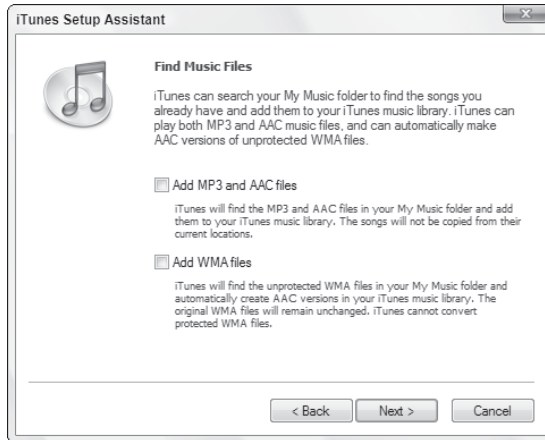 iTunes Setup Assistant
Find Music Files
iTunes can search your My Music folder to find the songs you
already have and add them to your iTunes music library. iTunes can
play both MP3 and AAC music files, and can automatically make
AAC versions of unprotected WMA files.
Add MP3 and AAC files
iTunes will find the MP3 and AAC files in your My Music folder and add
them to your iTunes music library. The songs will not be copied from their
current locations.
Add WMA files
iTunes will find the unprotected WMA files in your My Music folder and
automatically create AAC versions in your iTunes music library. The
original WMA files will remain unchanged. iTunes cannot convert
protected WMA files.
< Back Next > Cancel